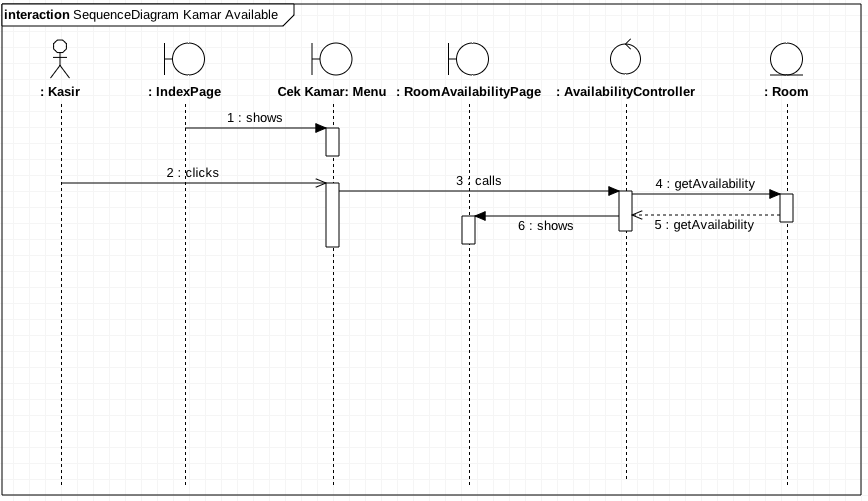 interaction SequenceDiagram Kamar Available
: Kasir
: IndexPage
Cek Kamar: Menu
: RoomAvailabilityPage
: AvailabilityController
: Room
1 : shows
2 : clicks
3 : calls
4 : getAvailability
5 : getAvailability
6 : shows